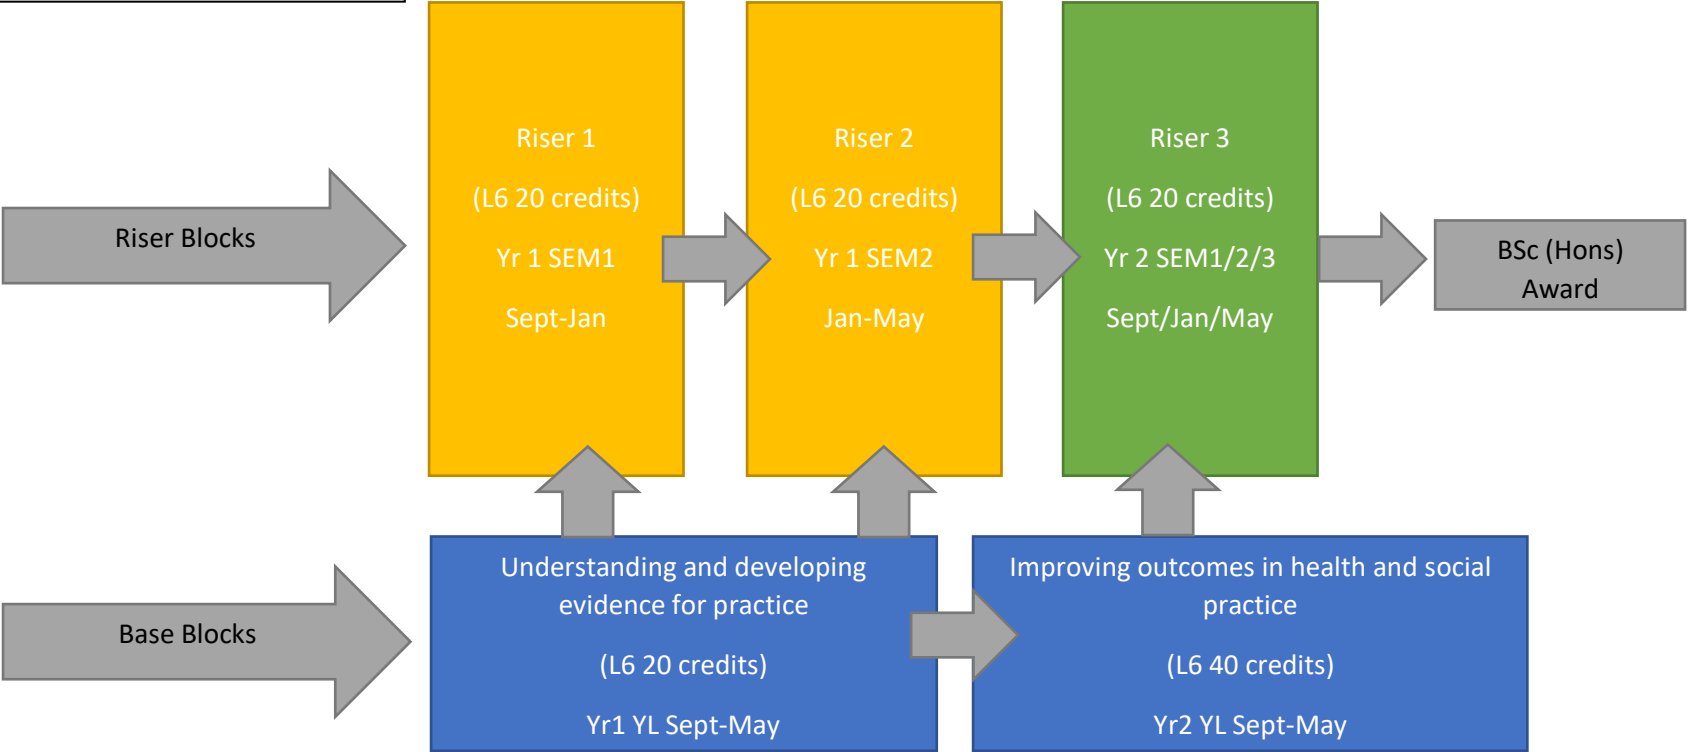 Riser Blocks
Riser 1
(L6 20 credits)
Yr 1 SEM1
Sept-Jan
Riser 2
(L6 20 credits)
Yr 1 SEM2
Jan-May
Riser 3
(L6 20 credits)
Yr 2 SEM1/2/3
Sept/Jan/May
BSc (Hons)
Award
Base Blocks
Understanding and developing
evidence for practice
(L6 20 credits)
Yr1 YL Sept-May
Improving outcomes in health and social
practice
(L6 40 credits)
Yr2 YL Sept-May